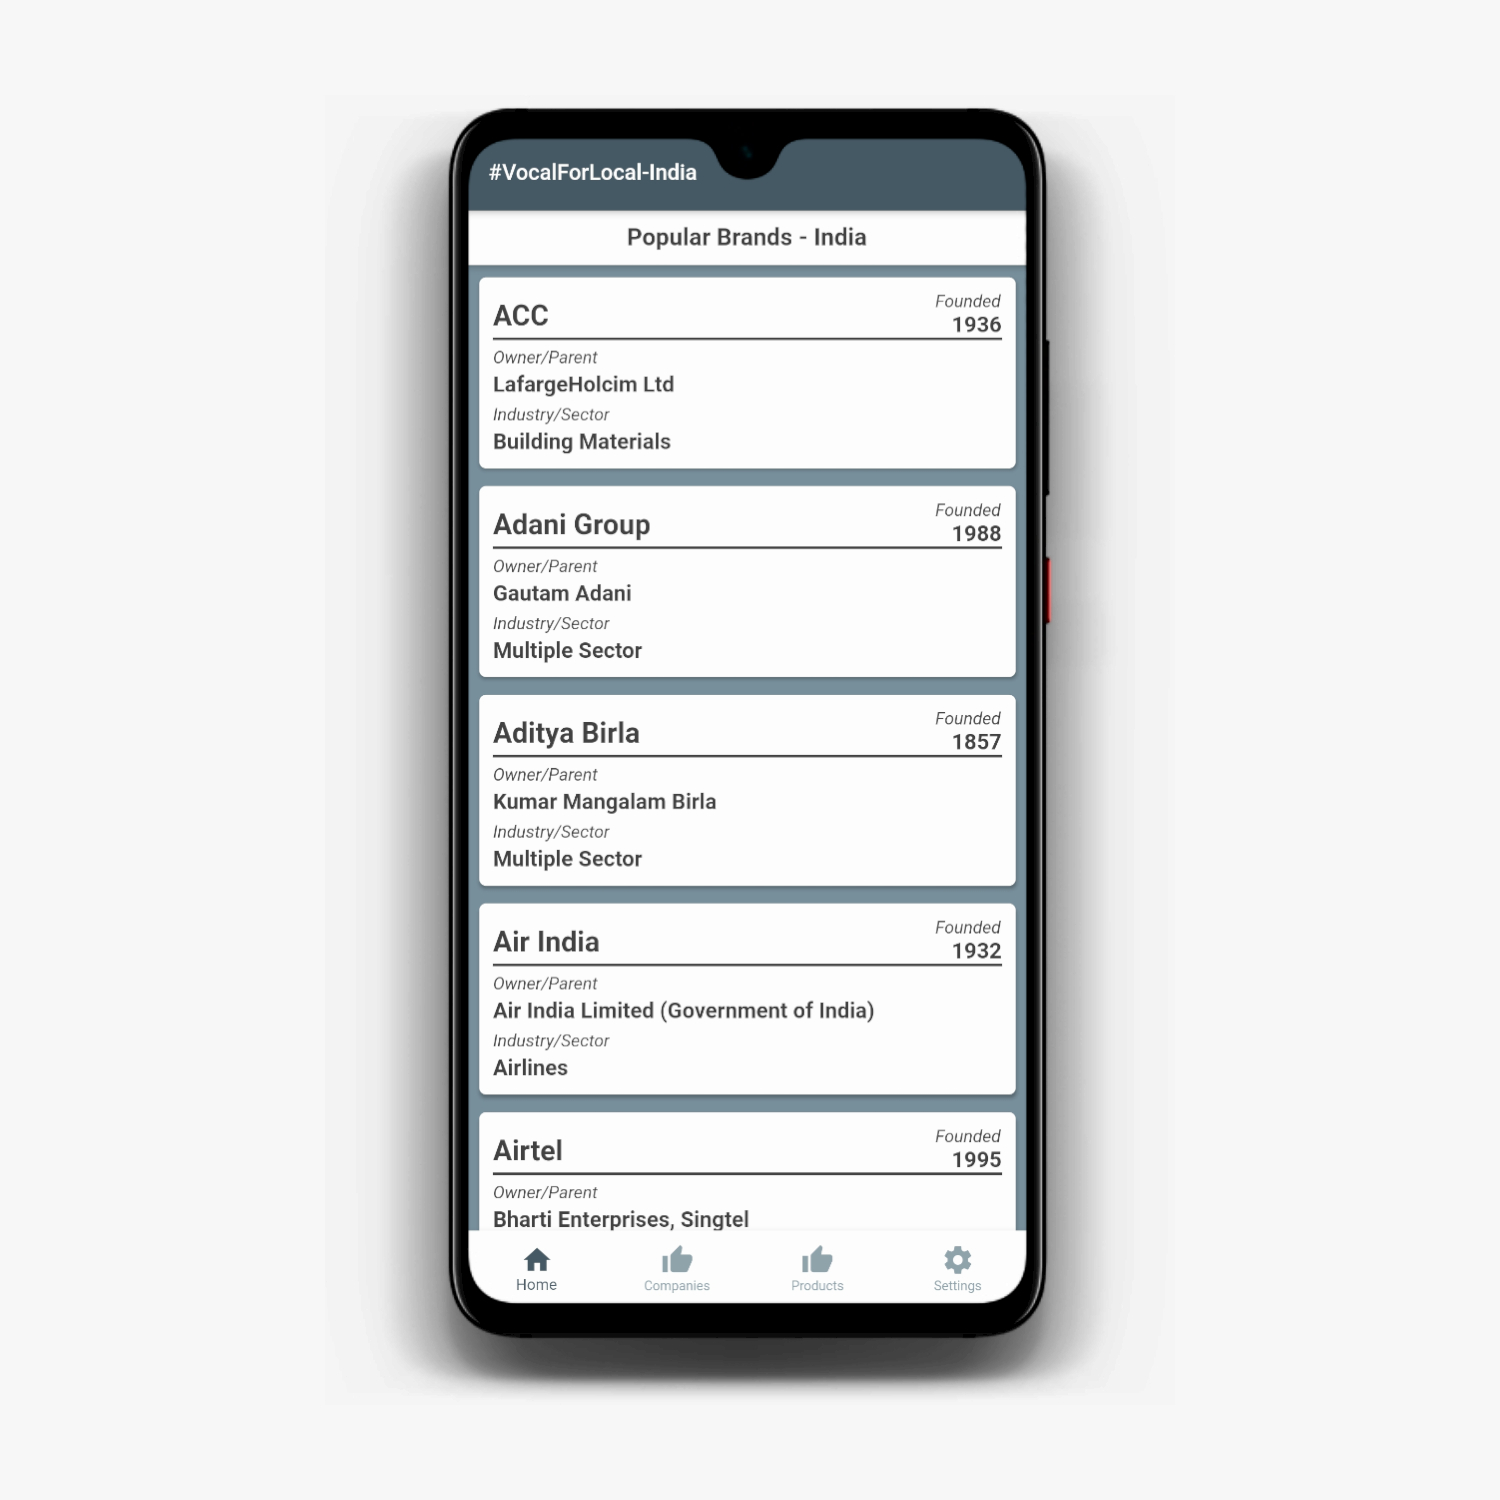 #VocalForLocal-India
Popular Brands - India
ACC
Founded
1936
Owner/Parent
LafargeHolcim Ltd
Industry/Sector
Building Materials
Adani Group
Founded
1988
Owner/Parent
Gautam Adani
Industry/Sector
Multiple Sector
Aditya Birla
Founded
1857
Owner/Parent
Kumar Mangalam Birla
Industry/Sector
Multiple Sector
Air India
Founded
1932
Owner/Parent
Air India Limited (Government of India)
Industry/Sector
Airlines
Airtel
Founded
1995
Owner/Parent
Bharti Enterprises, Singtel
Home Companies Products Settings